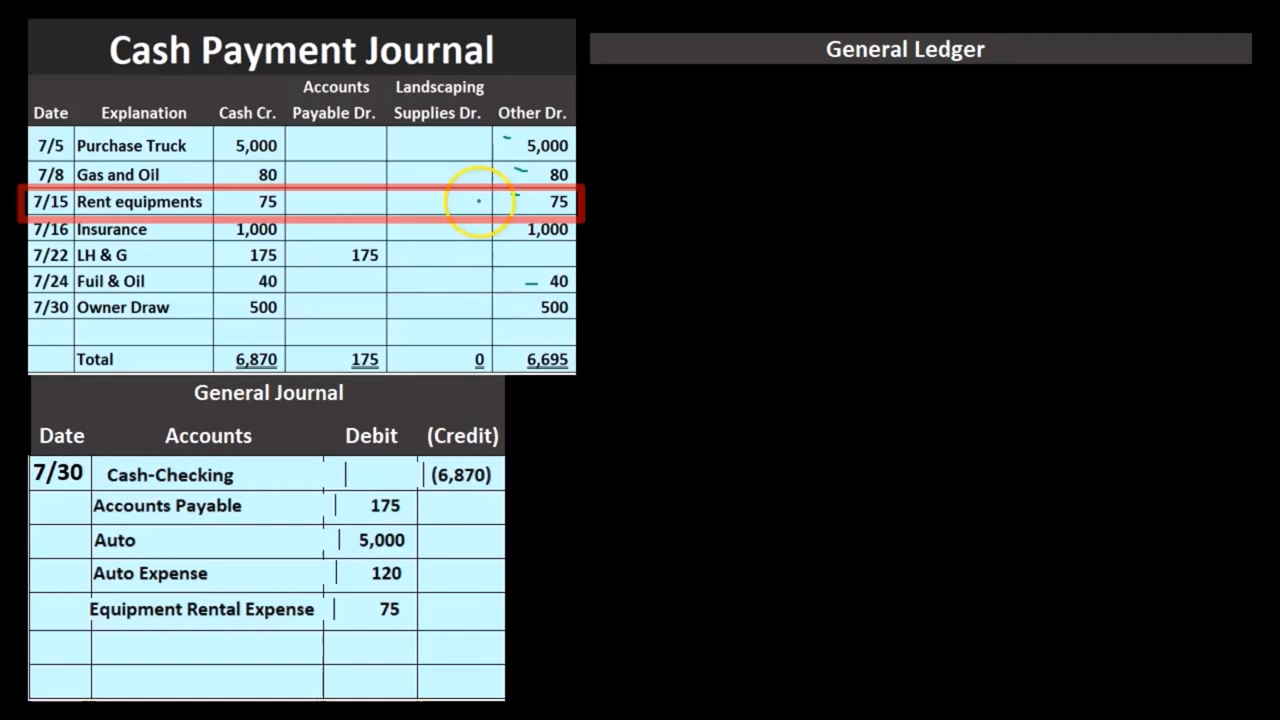 Cash Payment Journal
Accounts Landscaping
Date Explanation Cash Cr. Payable Dr. Supplies Dr. Other Dr.
7/5 Purchase Truck 5,000 5,000
7/8 Gas and Oil 80 80
7/15 Rent equipments 75 75
7/16 Insurance 1,000 1,000
7/22 LH & G 175 175
7/24 Fuil & Oil 40 40
7/30 Owner Draw 500 500
Total 6,870 175 0 6,695
General Journal
Date Accounts Debit (Credit)
7/30 Cash-Checking (6,870)
Accounts Payable 175
Auto 5,000
Auto Expense 120
Equipment Rental Expense 75
General Ledger